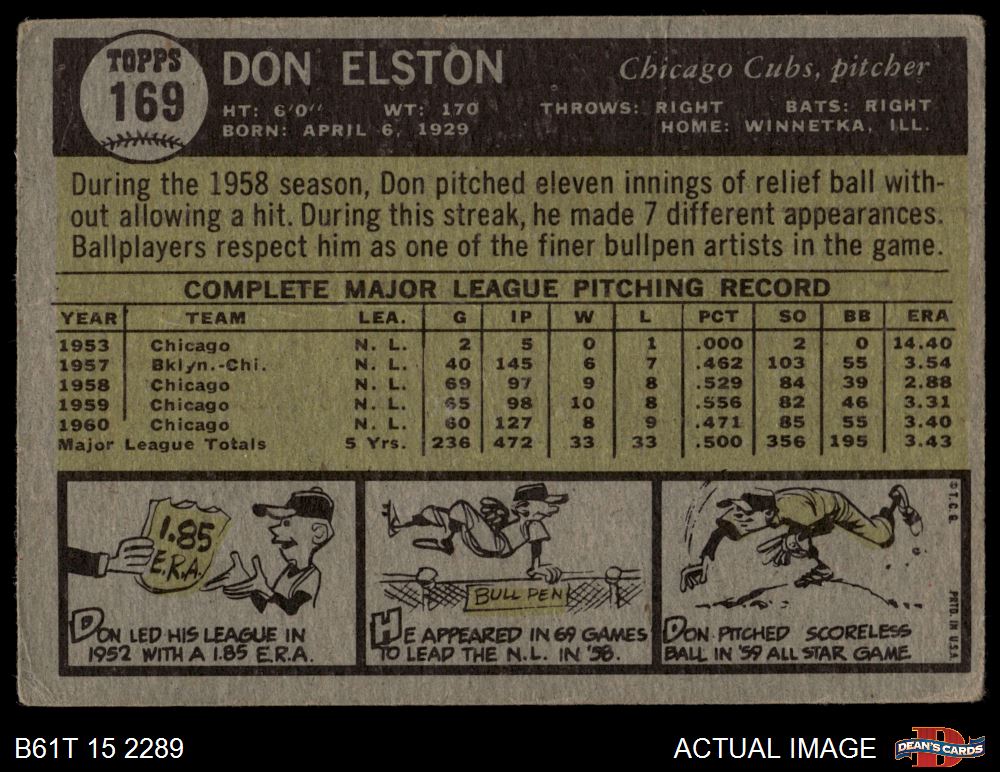 TOPPS
169
DON ELSTON
Chicago Cubs, pitcher
HT: 6'0" WT: 170 THROWS: RIGHT BATS: RIGHT
BORN: APRIL 6, 1929 HOME: WINNETKA, ILL.
During the 1958 season, Don pitched eleven innings of relief ball with-
out allowing a hit. During this streak, he made 7 different appearances.
Ballplayers respect him as one of the finer bullpen artists in the game.
COMPLETE MAJOR LEAGUE PITCHING RECORD
YEAR TEAM LEA. G IP W L PCT SO BB ERA
1953 Chicago N. L. 2 5 0 1 .000 2 0 14.40
1957 Bklyn.-Chi. N. L. 40 145 6 7 .462 103 55 3.54
1958 Chicago N. L. 69 97 9 8 .529 84 39 2.88
1959 Chicago N. L. 65 98 10 8 .556 82 46 3.31
1960 Chicago N. L. 60 127 8 9 .471 85 55 3.40
Major League Totals 5 Yrs. 236 472 33 33 .500 356 195 3.43
1.85
E.R.A.
DON LED HIS LEAGUE IN
1952 WITH A 1.85 E.R.A.
BULL PEN
HE APPEARED IN 69 GAMES
TO LEAD THE N.L. IN '58.
DON PITCHED SCORELESS
BALL IN '59 ALL STAR GAME
© T. C. G.
PRTD. IN U.S.A.
B61T 15 2289
ACTUAL IMAGE
D
DEAN'S CARDS